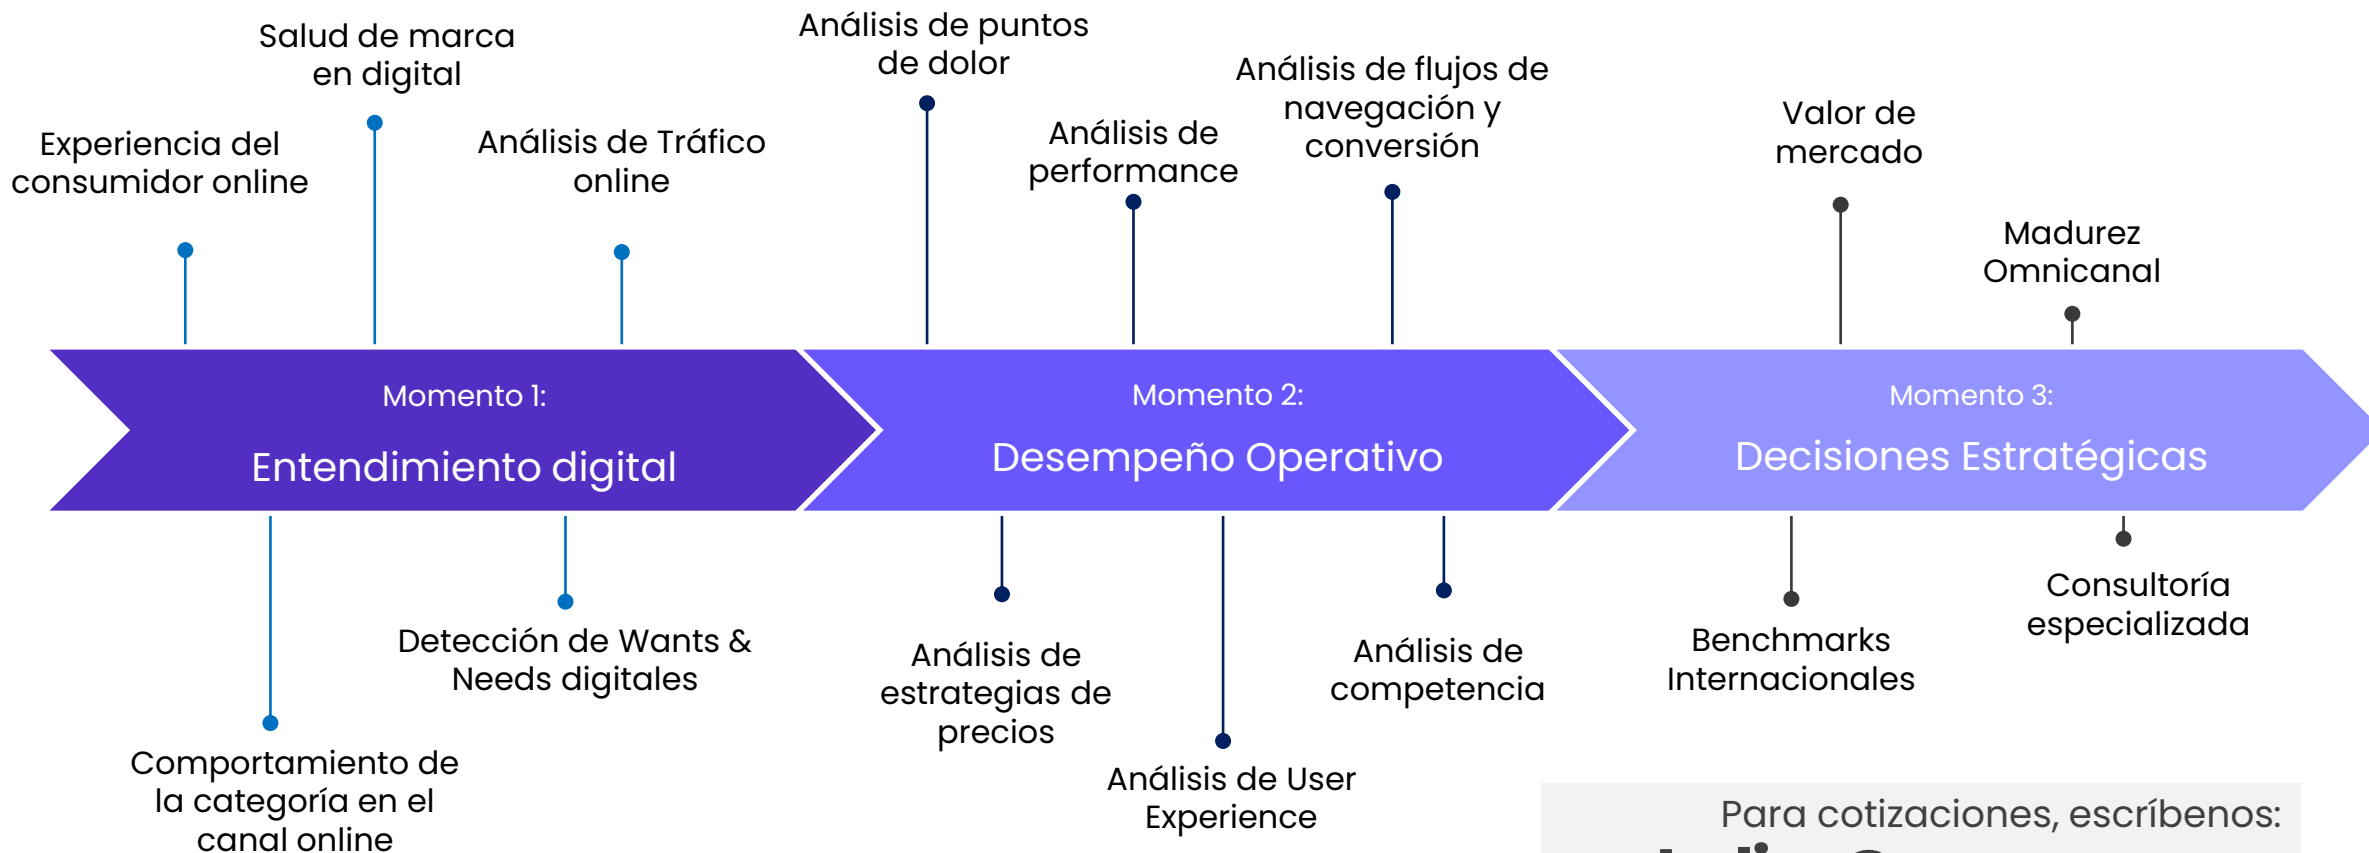 Salud de marca
en digital
Experiencia del
consumidor online
Análisis de Tráfico
online
Análisis de puntos
de dolor
Análisis de
performance
Análisis de flujos de
navegación y
conversión
Valor de
mercado
Madurez
Omnicanal
Momento 1:
Entendimiento digital
Momento 2:
Desempeño Operativo
Momento 3:
Decisiones Estratégicas
Comportamiento de
la categoría en el
canal online
Detección de Wants &
Needs digitales
Análisis de
estrategias de
precios
Análisis de User
Experience
Análisis de
competencia
Benchmarks
Internacionales
Consultoría
especializada
Para cotizaciones, escríbenos: